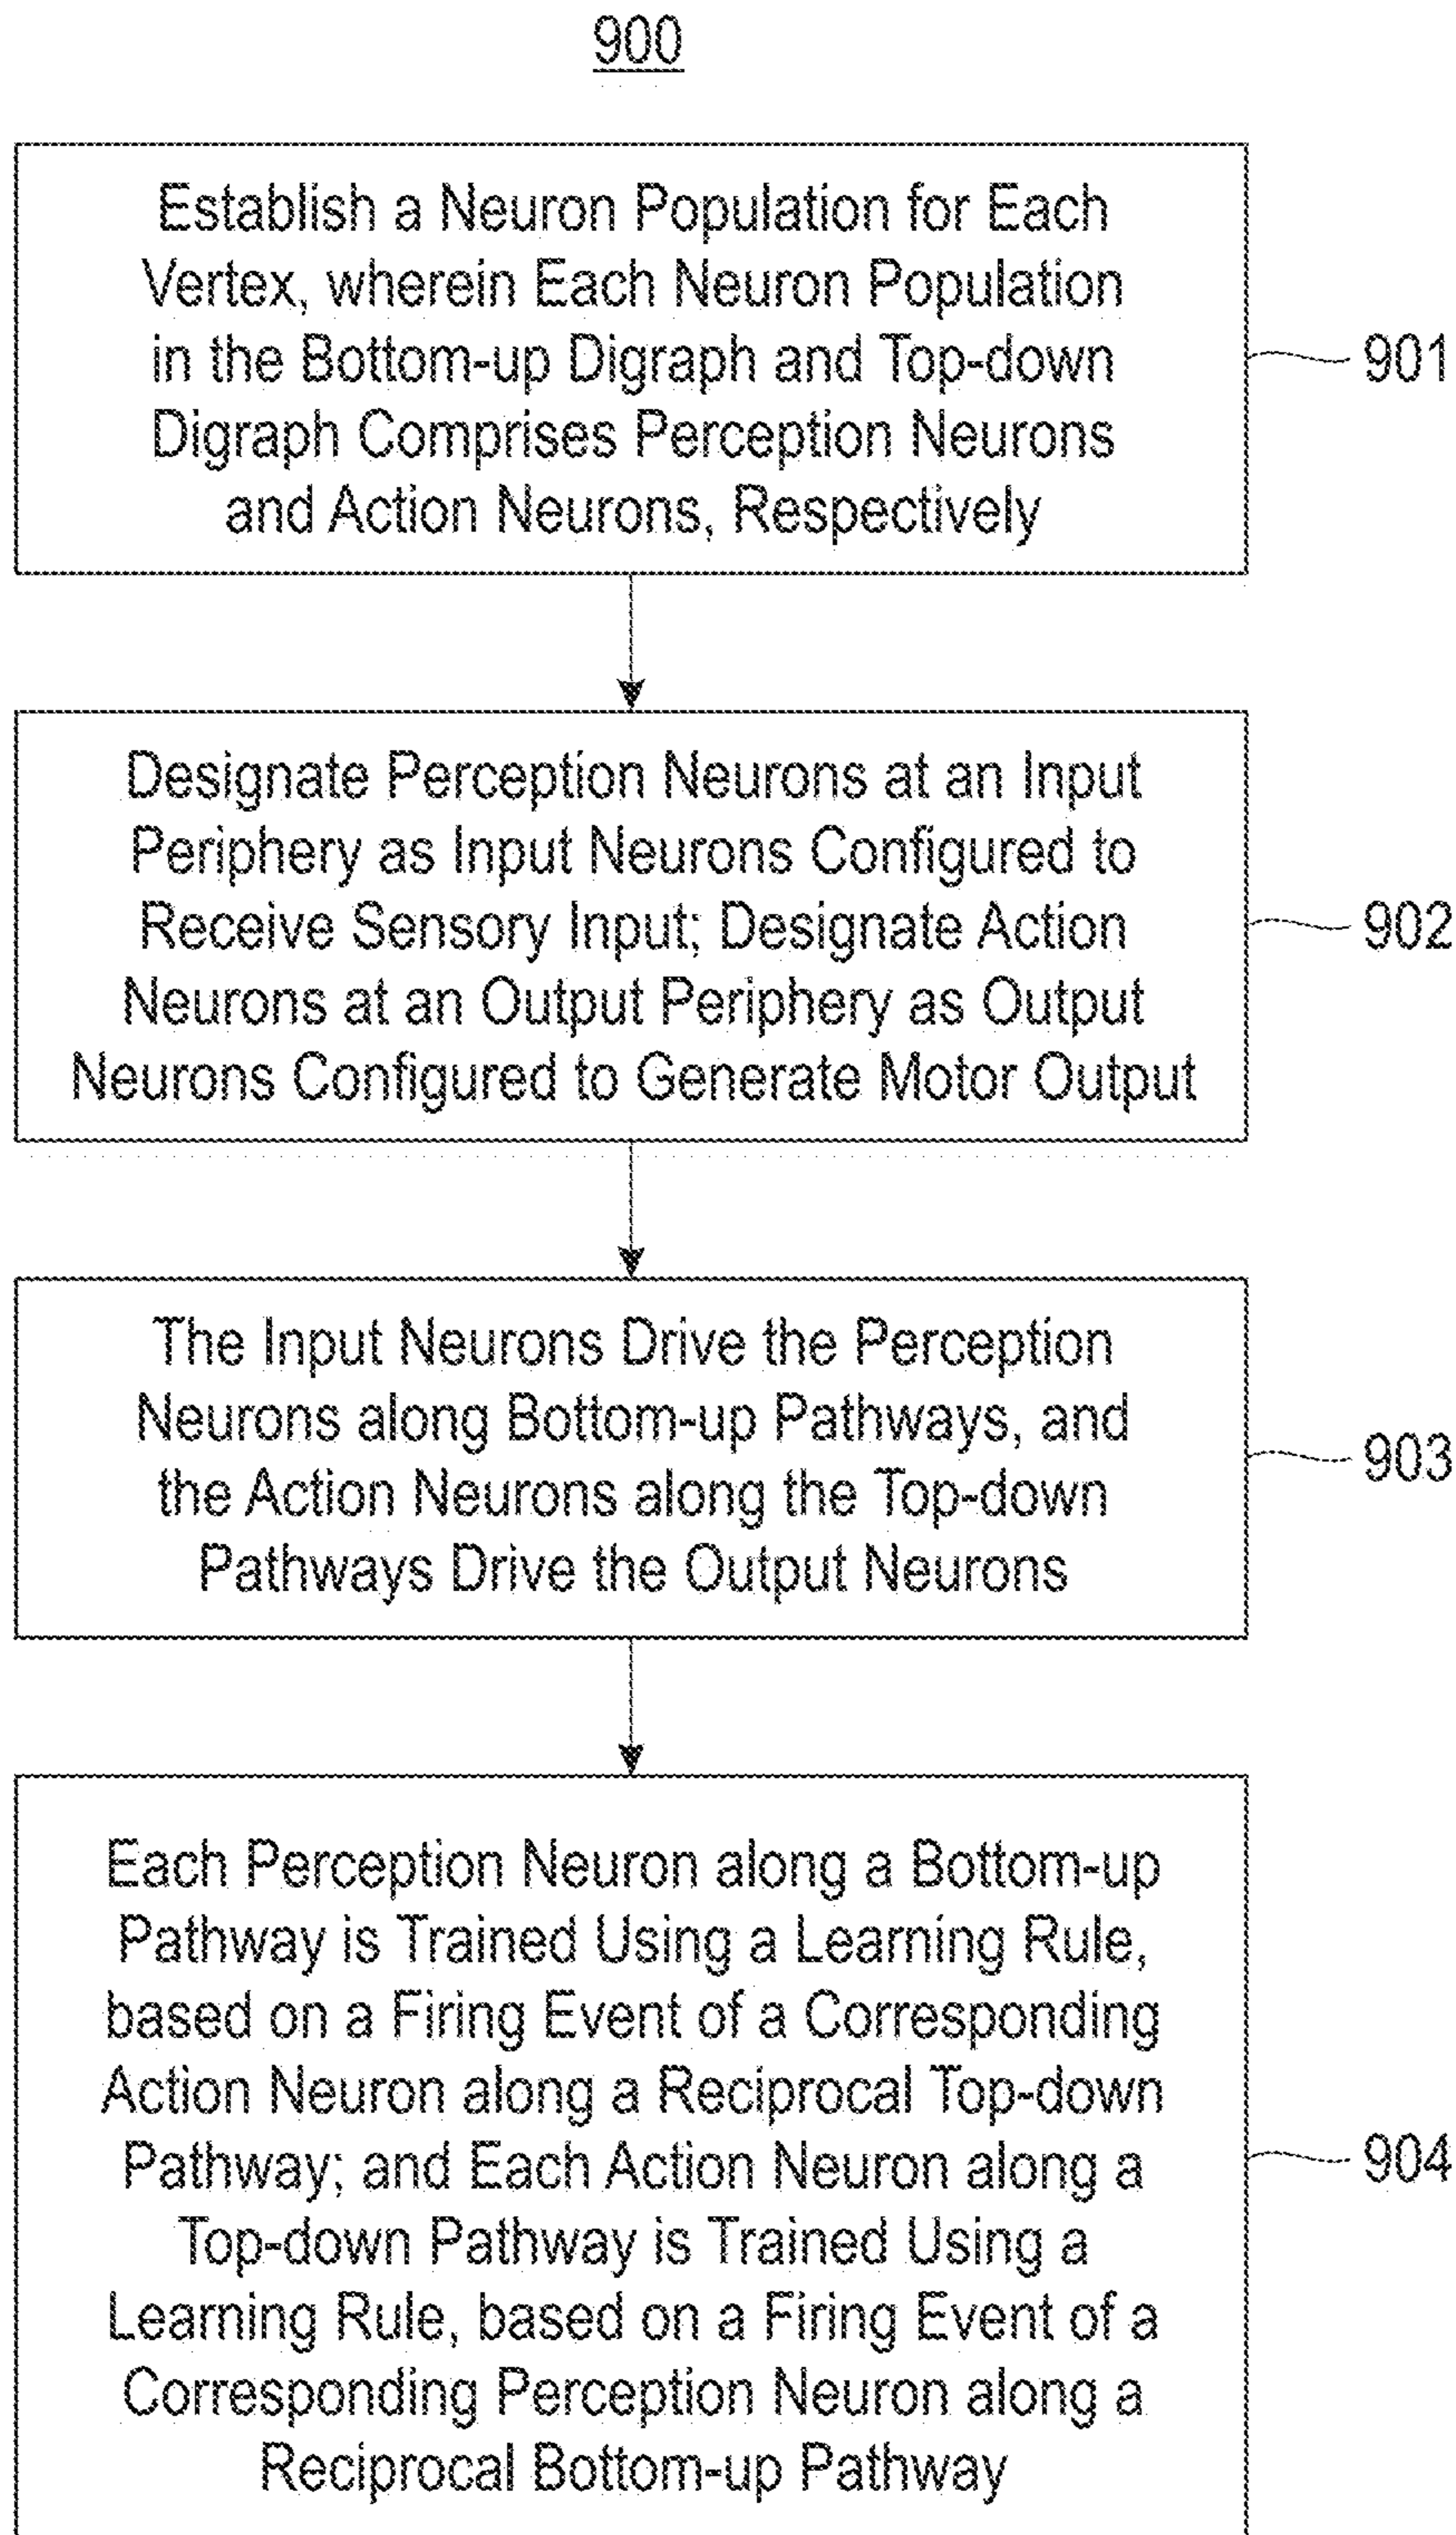 900
Establish a Neuron Population for Each
Vertex, wherein Each Neuron Population
in the Bottom-up Digraph and Top-down
Digraph Comprises Perception Neurons
and Action Neurons, Respectively
901
Designate Perception Neurons at an Input
Periphery as Input Neurons Configured to
Receive Sensory Input; Designate Action
Neurons at an Output Periphery as Output
Neurons Configured to Generate Motor Output
902
The Input Neurons Drive the Perception
Neurons along Bottom-up Pathways, and
the Action Neurons along the Top-down
Pathways Drive the Output Neurons
903
Each Perception Neuron along a Bottom-up
Pathway is Trained Using a Learning Rule,
based on a Firing Event of a Corresponding
Action Neuron along a Reciprocal Top-down
Pathway; and Each Action Neuron along a
Top-down Pathway is Trained Using a
Learning Rule, based on a Firing Event of a
Corresponding Perception Neuron along a
Reciprocal Bottom-up Pathway
904